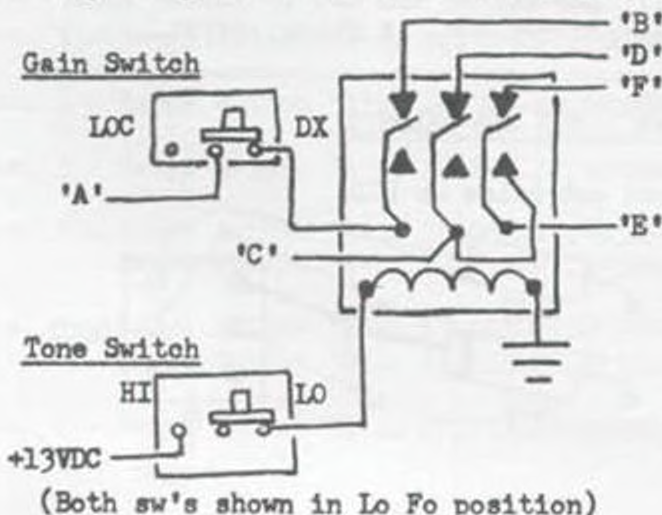 'B'
'D'
Gain Switch
'F'
LOC
DX
'A'
'E'
'C'
Tone Switch
HI
LO
+13VDC
(Both sw's shown in Lo Fo position)